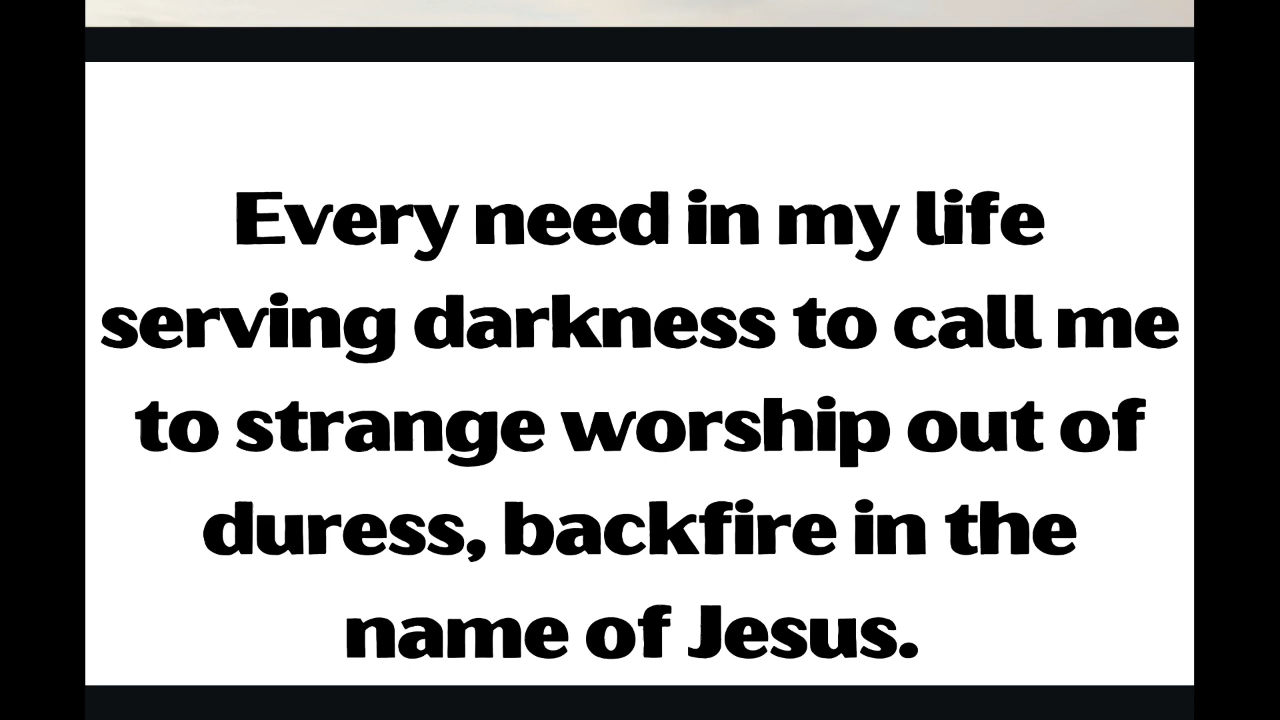 Every need in my life
serving darkness to call me
to strange worship out of
duress, backfire in the
name of Jesus.